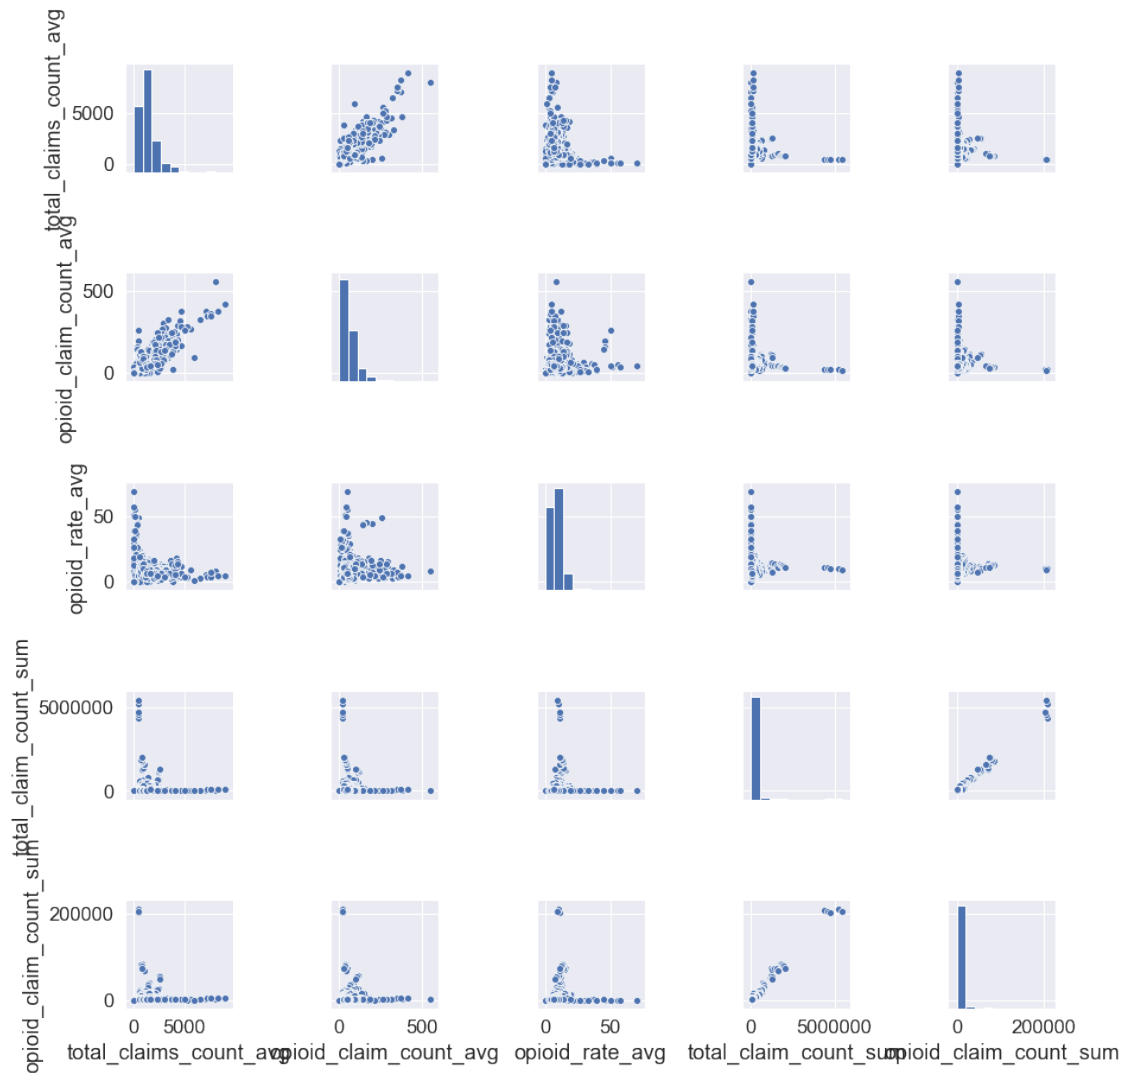 total_claims_count_avg
5000
0
opioid_claim_count_avg
500
0
opioid_rate_avg
50
0
total_claim_count_sum
5000000
0
opioid_claim_count_sum
200000
0
0 5000 0 500 0 50 0 5000000 0 200000
total_claims_count_avg opioid_claim_count_avg opioid_rate_avg total_claim_count_sum opioid_claim_count_sum